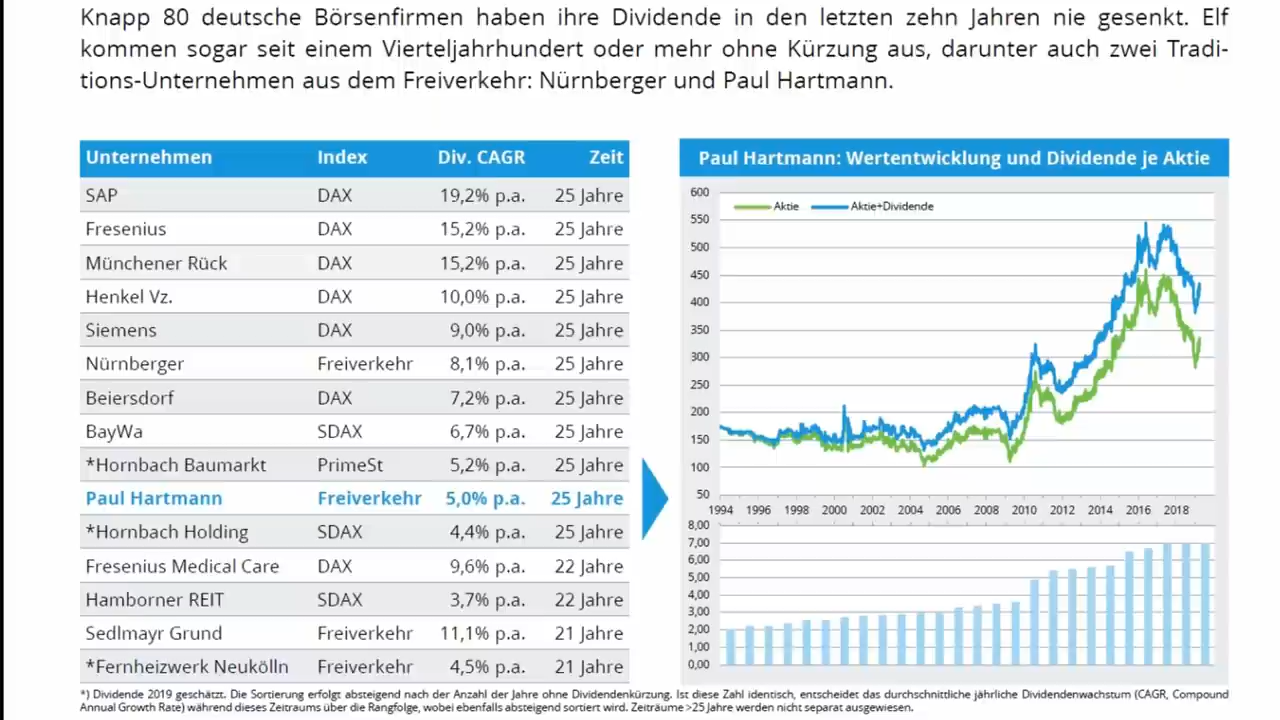 Knapp 80 deutsche Börsenfirmen haben ihre Dividende in den letzten zehn Jahren nie gesenkt. Elf
kommen sogar seit einem Vierteljahrhundert oder mehr ohne Kürzung aus, darunter auch zwei Tradi-
tions-Unternehmen aus dem Freiverkehr: Nürnberger und Paul Hartmann.
Unternehmen Index Div. CAGR Zeit
SAP DAX 19,2% p.a. 25 Jahre
Fresenius DAX 15,2% p.a. 25 Jahre
Münchener Rück DAX 15,2% p.a. 25 Jahre
Henkel Vz. DAX 10,0% p.a. 25 Jahre
Siemens DAX 9,0% p.a. 25 Jahre
Nürnberger Freiverkehr 8,1% p.a. 25 Jahre
Beiersdorf DAX 7,2% p.a. 25 Jahre
BayWa SDAX 6,7% p.a. 25 Jahre
*Hornbach Baumarkt PrimeSt 5,2% p.a. 25 Jahre
Paul Hartmann Freiverkehr 5,0% p.a. 25 Jahre
*Hornbach Holding SDAX 4,4% p.a. 25 Jahre
Fresenius Medical Care DAX 9,6% p.a. 22 Jahre
Hamborner REIT SDAX 3,7% p.a. 22 Jahre
Sedlmayr Grund Freiverkehr 11,1% p.a. 21 Jahre
*Fernheizwerk Neukölln Freiverkehr 4,5% p.a. 21 Jahre
Paul Hartmann: Wertentwicklung und Dividende je Aktie
Aktie Aktie+Dividende
600
550
500
450
400
350
300
250
200
150
100
50
1994 1996 1998 2000 2002 2004 2006 2008 2010 2012 2014 2016 2018
8,00
7,00
6,00
5,00
4,00
3,00
2,00
1,00
0,00
*) Dividende 2019 geschätzt. Die Sortierung erfolgt absteigend nach der Anzahl der Jahre ohne Dividendenkürzung. Ist diese Zahl identisch, entscheidet das durchschnittliche jährliche Dividendenwachstum (CAGR, Compound
Annual Growth Rate) während dieses Zeitraums über die Rangfolge, wobei ebenfalls absteigend sortiert wird. Zeiträume >25 Jahre werden nicht separat ausgewiesen.